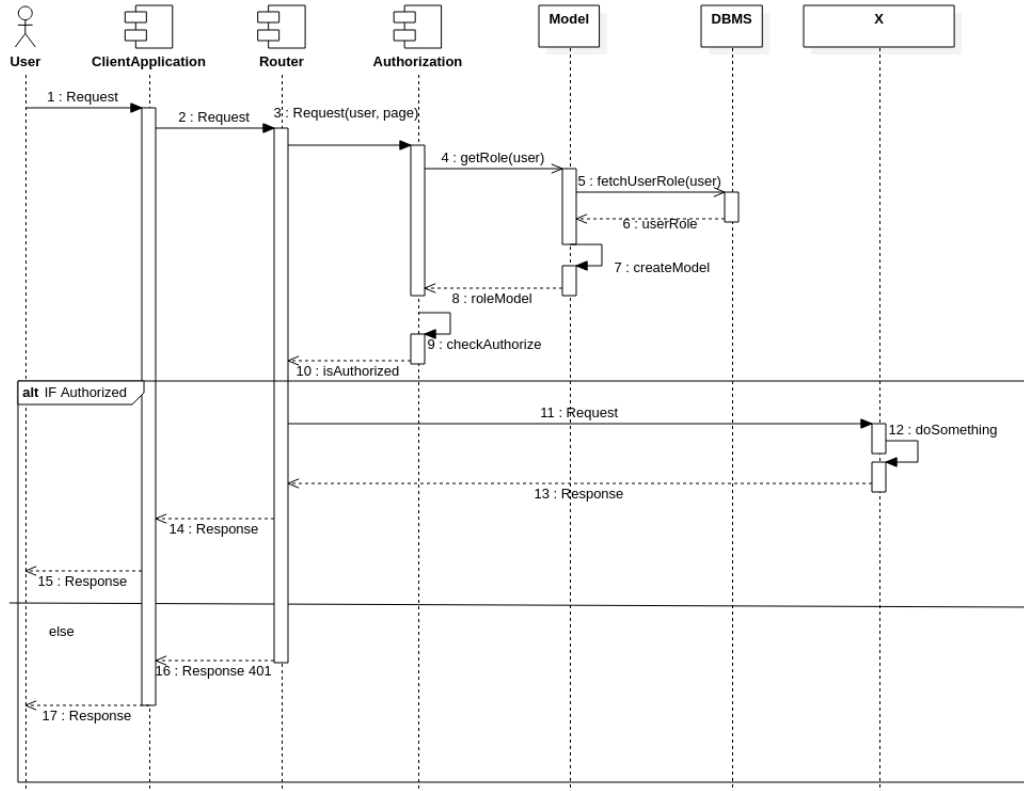 Model
DBMS
X
User
ClientApplication
Router
Authorization
1 : Request
2 : Request
3 : Request(user, page)
4 : getRole(user)
5 : fetchUserRole(user)
6 : userRole
7 : createModel
8 : roleModel
9 : checkAuthorize
10 : isAuthorized
alt IF Authorized
11 : Request
12 : doSomething
13 : Response
14 : Response
15 : Response
else
16 : Response 401
17 : Response